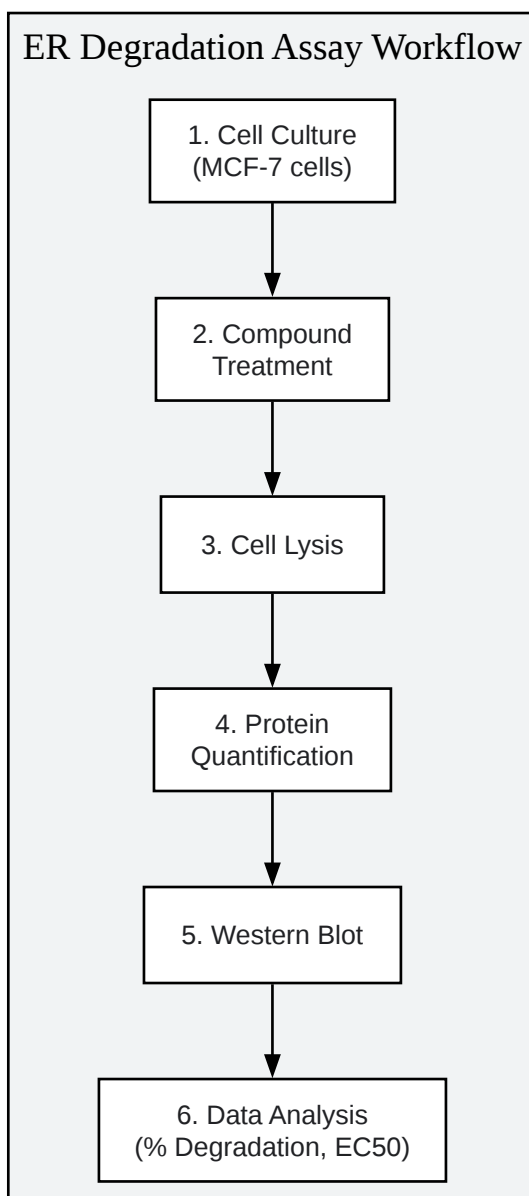 ER Degradation Assay Workflow
1. Cell Culture
(MCF-7 cells)
2. Compound
Treatment
3. Cell Lysis
4. Protein
Quantification
5. Western Blot
6. Data Analysis
(% Degradation, EC50)